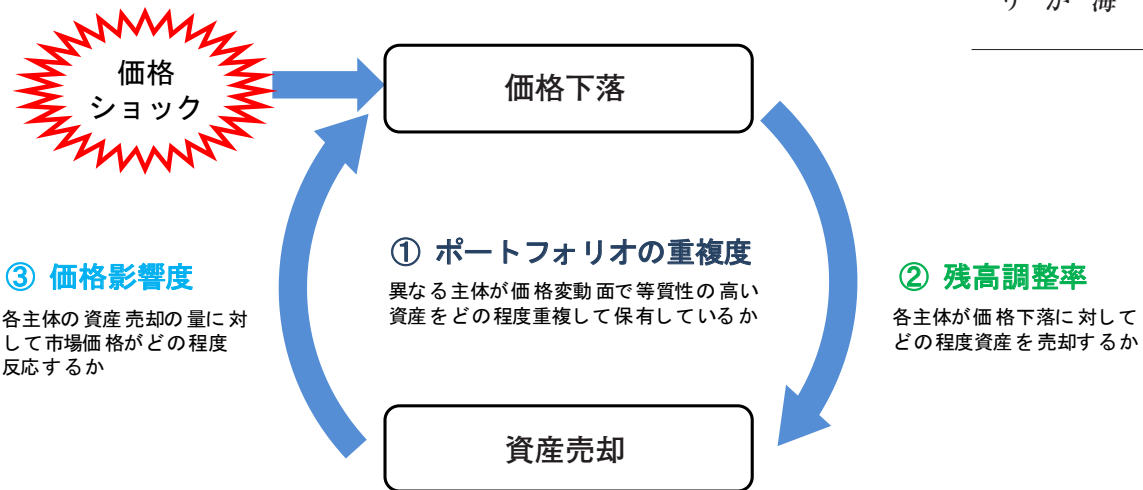 りが海
価格
ショック
価格下落
① ポートフォリオの重複度
異なる主体が価格変動面で等質性の高い
資産をどの程度重複して保有しているか
③ 価格影響度
各主体の資産売却の量に対
して市場価格がどの程度
反応するか
② 残高調整率
各主体が価格下落に対して
どの程度資産を売却するか
資産売却